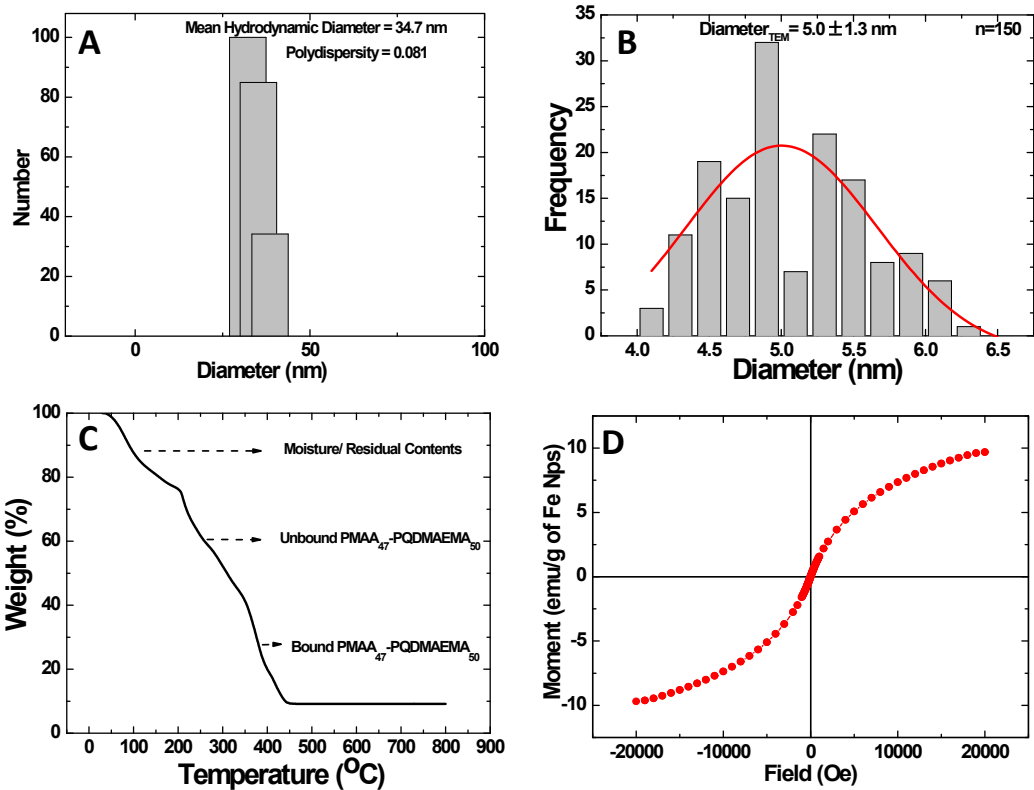 A
Mean Hydrodynamic Diameter = 34.7 nm
Polydispersity = 0.081
Number
100
80
60
40
20
0
0
50
100
Diameter (nm)
B
Diameter_TEM = 5.0 ± 1.3 nm
n=150
Frequency
35
30
25
20
15
10
5
0
4.0
4.5
5.0
5.5
6.0
6.5
Diameter (nm)
C
Moisture/ Residual Contents
Unbound PMAA47-PQDMAEMA50
Bound PMAA47-PQDMAEMA50
Weight (%)
100
80
60
40
20
0
0
100
200
300
400
500
600
700
800
900
Temperature (OC)
D
Moment (emu/g of Fe Nps)
10
5
0
-5
-10
-20000
-10000
0
10000
20000
Field (Oe)